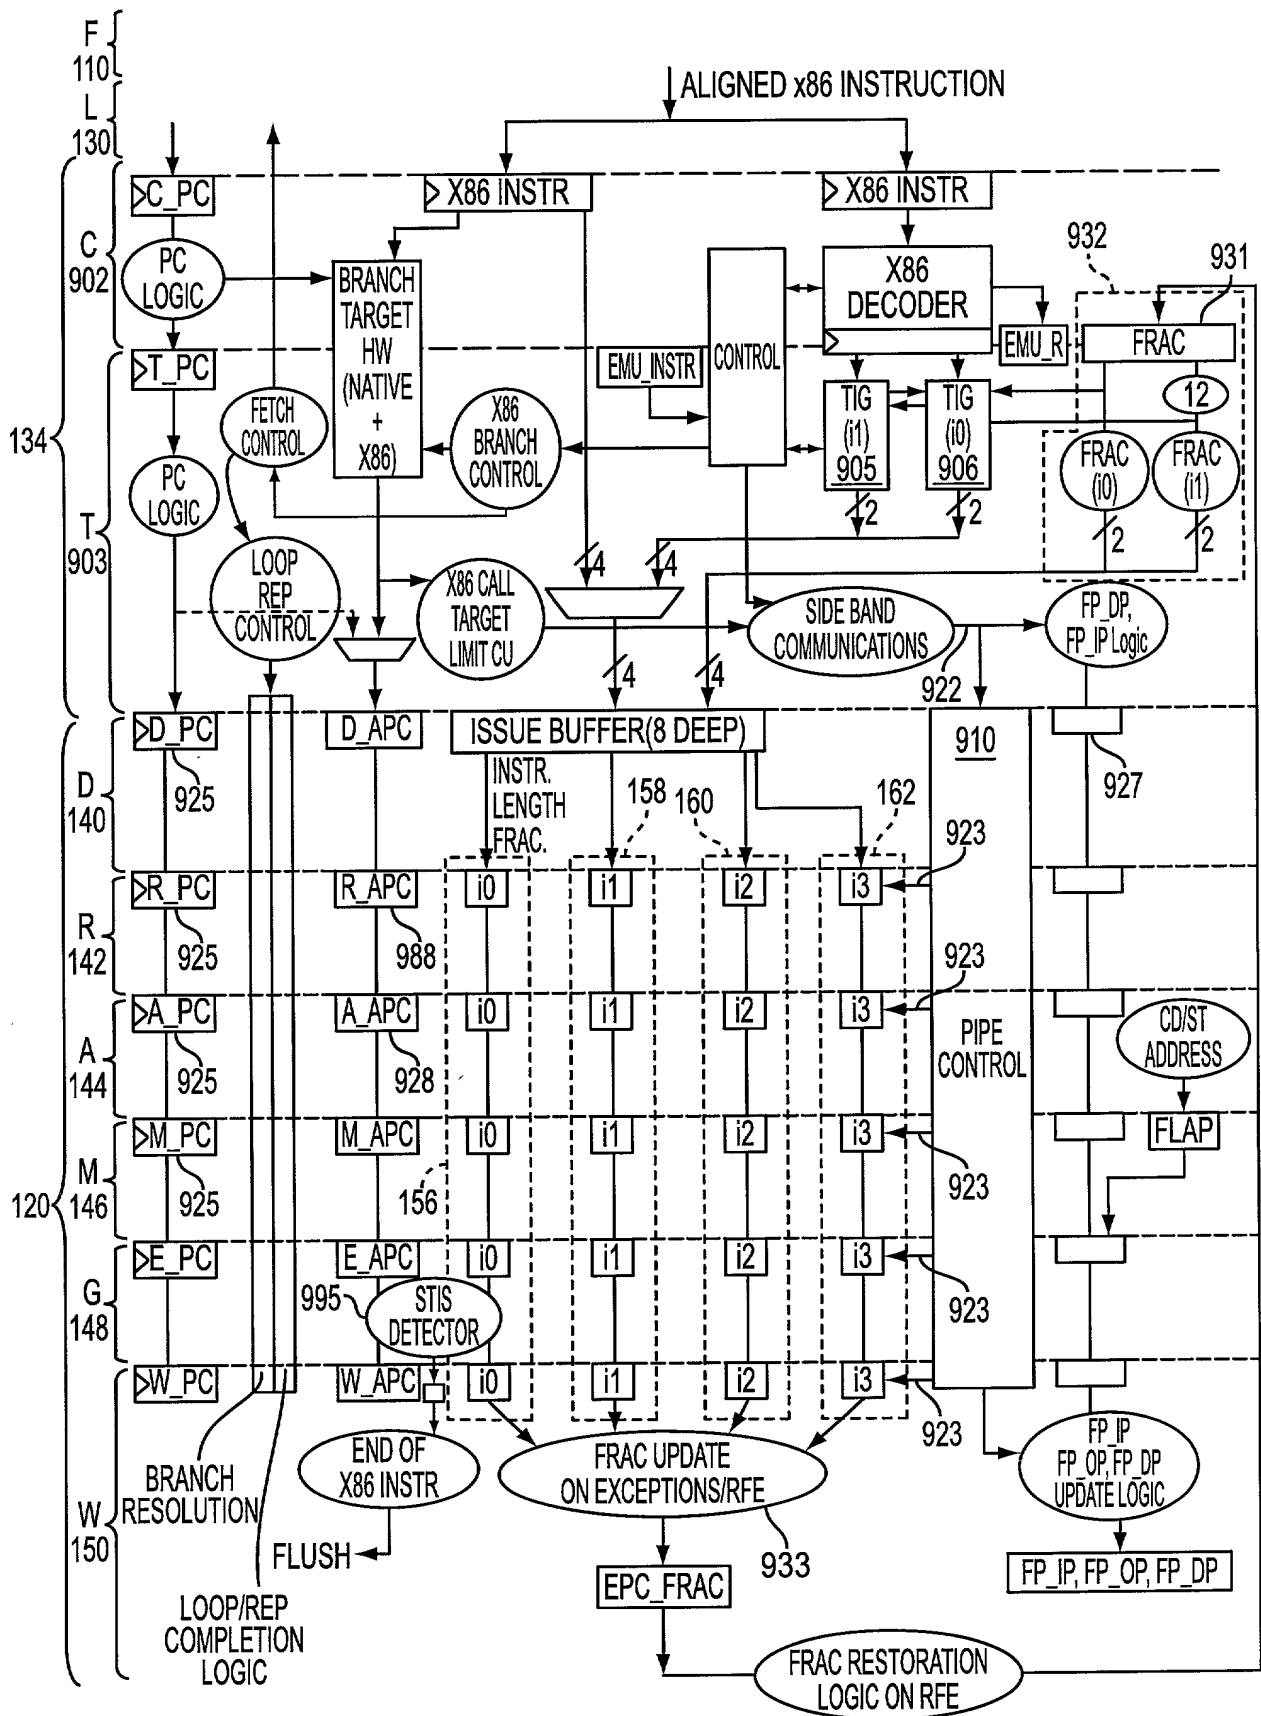 F
110
L
130
ALIGNED x86 INSTRUCTION
C_PC
X86 INSTR
X86 INSTR
C
902
PC
LOGIC
BRANCH
TARGET
HW
(NATIVE
+
X86)
CONTROL
X86
DECODER
932
931
FRAC
EMU_R
T_PC
EMU_INSTR
134
FETCH
CONTROL
X86
BRANCH
CONTROL
TIG
(i1)
905
TIG
(i0)
906
12
FRAC
(i0)
FRAC
(i1)
PC
LOGIC
2
2
2
2
T
903
LOOP
REP
CONTROL
X86 CALL
TARGET
LIMIT CU
4
4
SIDE BAND
COMMUNICATIONS
FP_DP,
FP_IP Logic
4
4
922
D_PC
D_APC
ISSUE BUFFER(8 DEEP)
910
925
927
D
140
INSTR.
LENGTH
FRAC.
158
160
162
923
R_PC
R_APC
i0
i1
i2
i3
R
142
925
988
923
A_PC
A_APC
i0
i1
i2
i3
PIPE
CONTROL
CD/ST
ADDRESS
A
144
925
928
M_PC
M_APC
i0
i1
i2
i3
FLAP
120
M
146
925
156
923
E_PC
E_APC
i0
i1
i2
i3
G
148
995
STIS
DETECTOR
923
W_PC
W_APC
i0
i1
i2
i3
923
W
150
BRANCH
RESOLUTION
END OF
X86 INSTR
FRAC UPDATE
ON EXCEPTIONS/RFE
FP_IP
FP_OP, FP_DP
UPDATE LOGIC
FLUSH
933
EPC_FRAC
FP_IP, FP_OP, FP_DP
LOOP/REP
COMPLETION
LOGIC
FRAC RESTORATION
LOGIC ON RFE